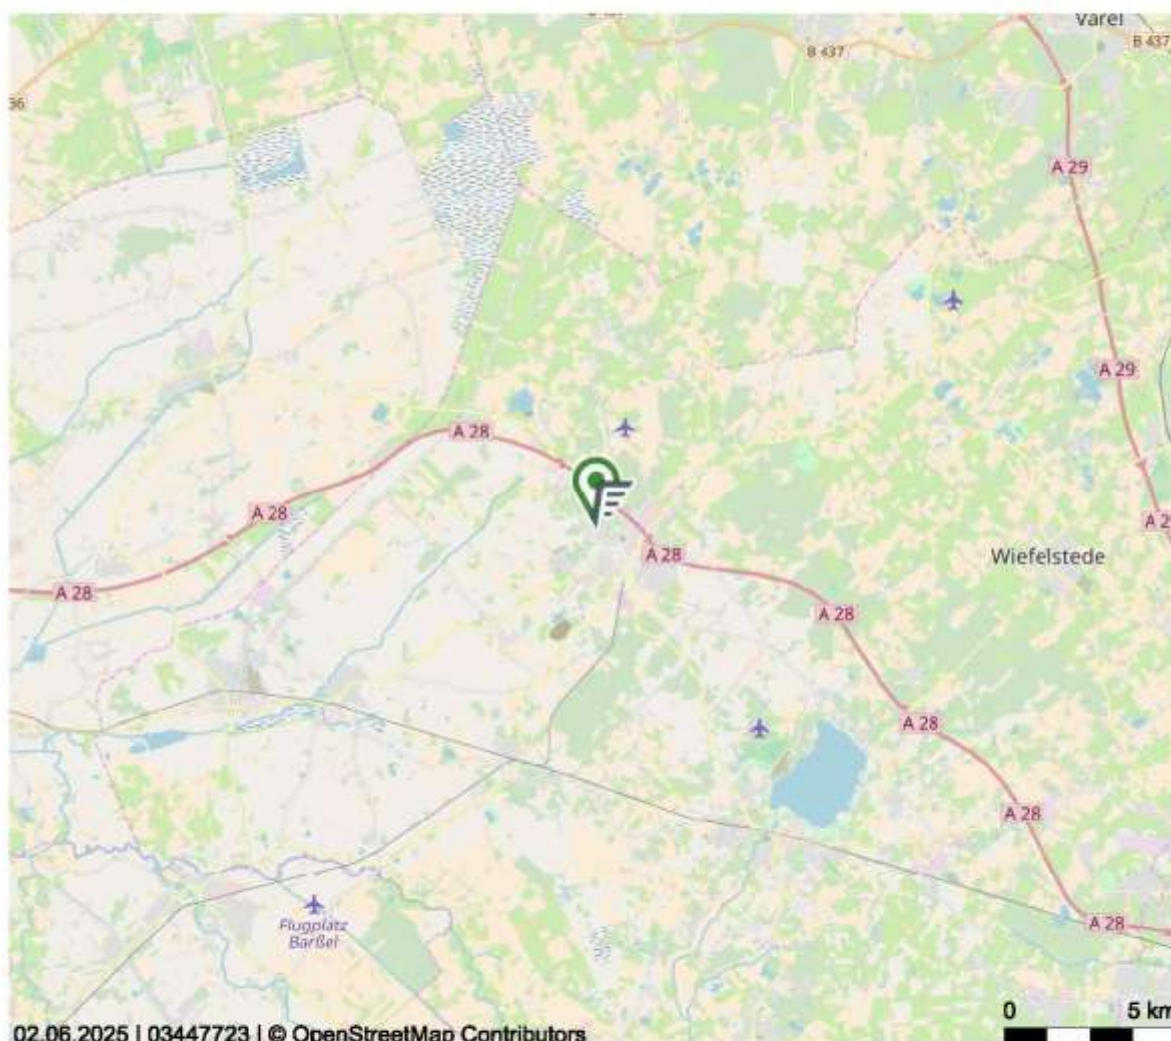 Varel
B 437
B 437
36
A 29
A 29
A 28
A 28
A 28
A 28
Wiefelstede
A 28
A 28
A 28
A 28
Flugplatz
Barßel
0 5 km
02.06.2025 | 03447723 | © OpenStreetMap Contributors